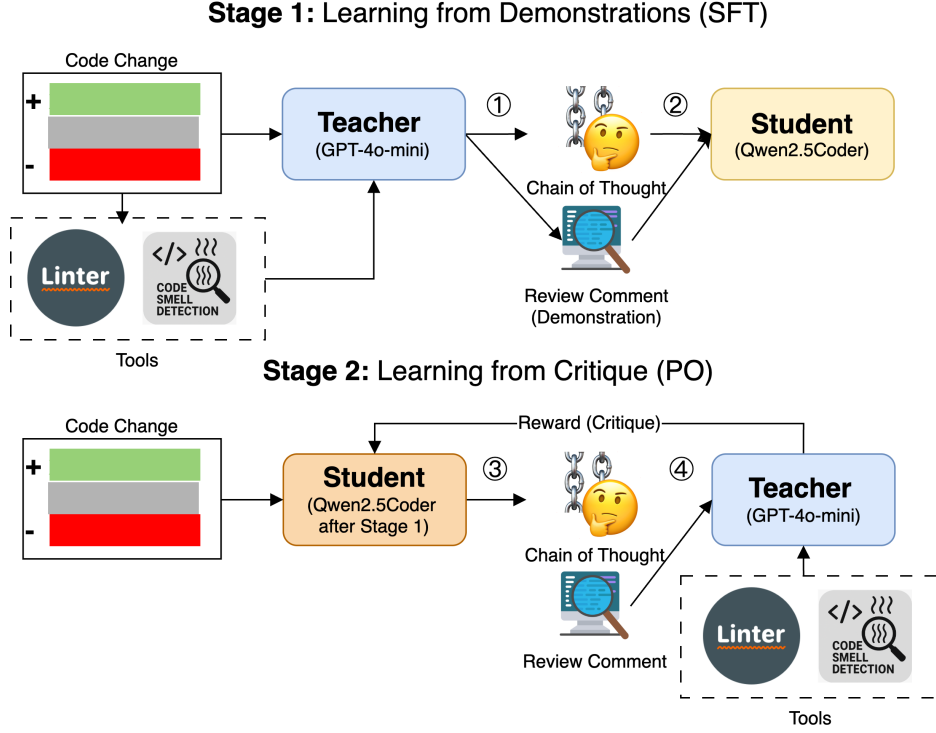 Stage 1: Learning from Demonstrations (SFT)
Code Change
+
-
Teacher
(GPT-4o-mini)
①
②
Student
(Qwen2.5Coder)
Chain of Thought
Linter
</>
CODE
SMELL
DETECTION
Review Comment
(Demonstration)
Tools
Stage 2: Learning from Critique (PO)
Code Change
Reward (Critique)
+
-
Student
(Qwen2.5Coder
after Stage 1)
③
④
Teacher
(GPT-4o-mini)
Chain of Thought
Review Comment
Linter
</>
CODE
SMELL
DETECTION
Tools